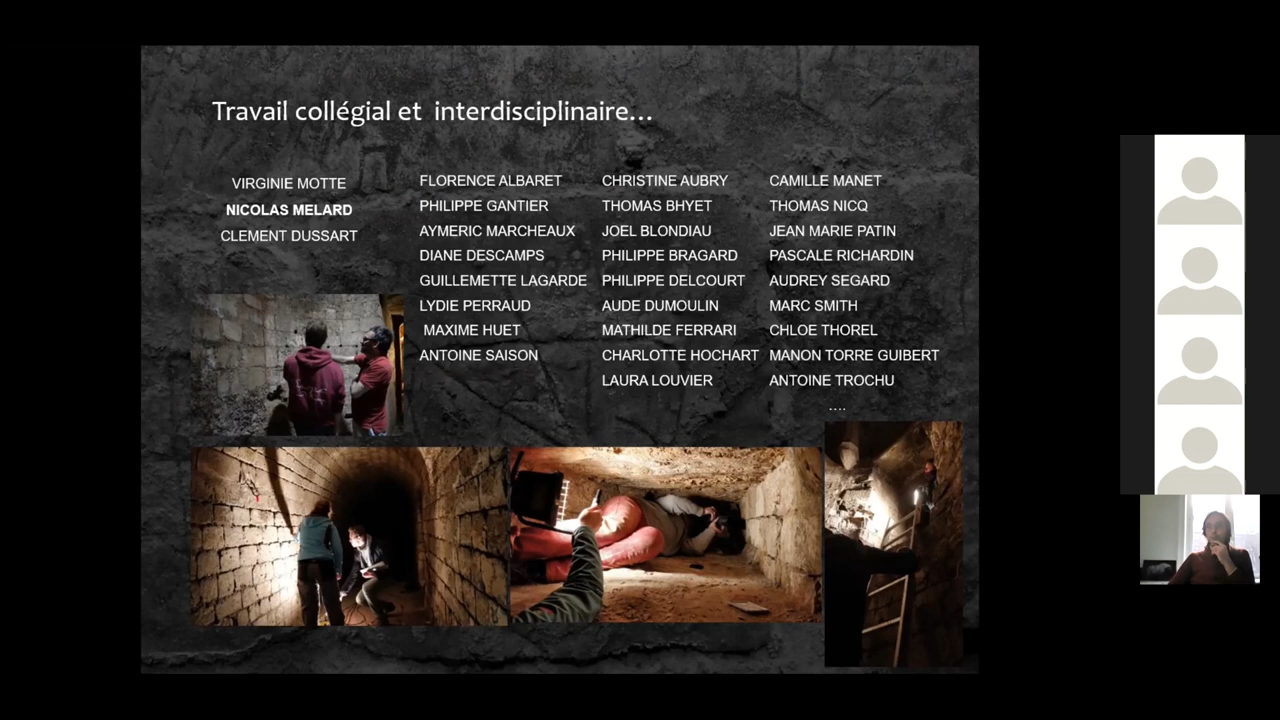 Travail collégial et interdisciplinaire...
VIRGINIE MOTTE
NICOLAS MELARD
CLEMENT DUSSART
FLORENCE ALBARET
PHILIPPE GANTIER
AYMERIC MARCHEAUX
DIANE DESCAMPS
GUILLEMETTE LAGARDE
LYDIE PERRAUD
MAXIME HUET
ANTOINE SAISON
CHRISTINE AUBRY
THOMAS BHYET
JOEL BLONDIAU
PHILIPPE BRAGARD
PHILIPPE DELCOURT
AUDE DUMOULIN
MATHILDE FERRARI
CHARLOTTE HOCHART
LAURA LOUVIER
CAMILLE MANET
THOMAS NICQ
JEAN MARIE PATIN
PASCALE RICHARDIN
AUDREY SEGARD
MARC SMITH
CHLOE THOREL
MANON TORRE GUIBERT
ANTOINE TROCHU
....